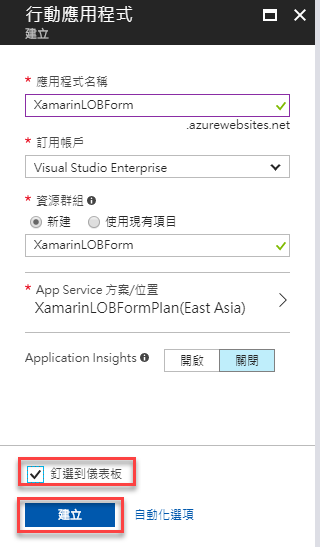 行動應用程式
建立
* 應用程式名稱
XamarinLOBForm
.azurewebsites.net
* 訂用帳戶
Visual Studio Enterprise
* 資源群組
新建 使用現有項目
XamarinLOBForm
* App Service 方案/位置
XamarinLOBFormPlan(East Asia)
Application Insights 開啟 關閉
釘選到儀表板
建立 自動化選項